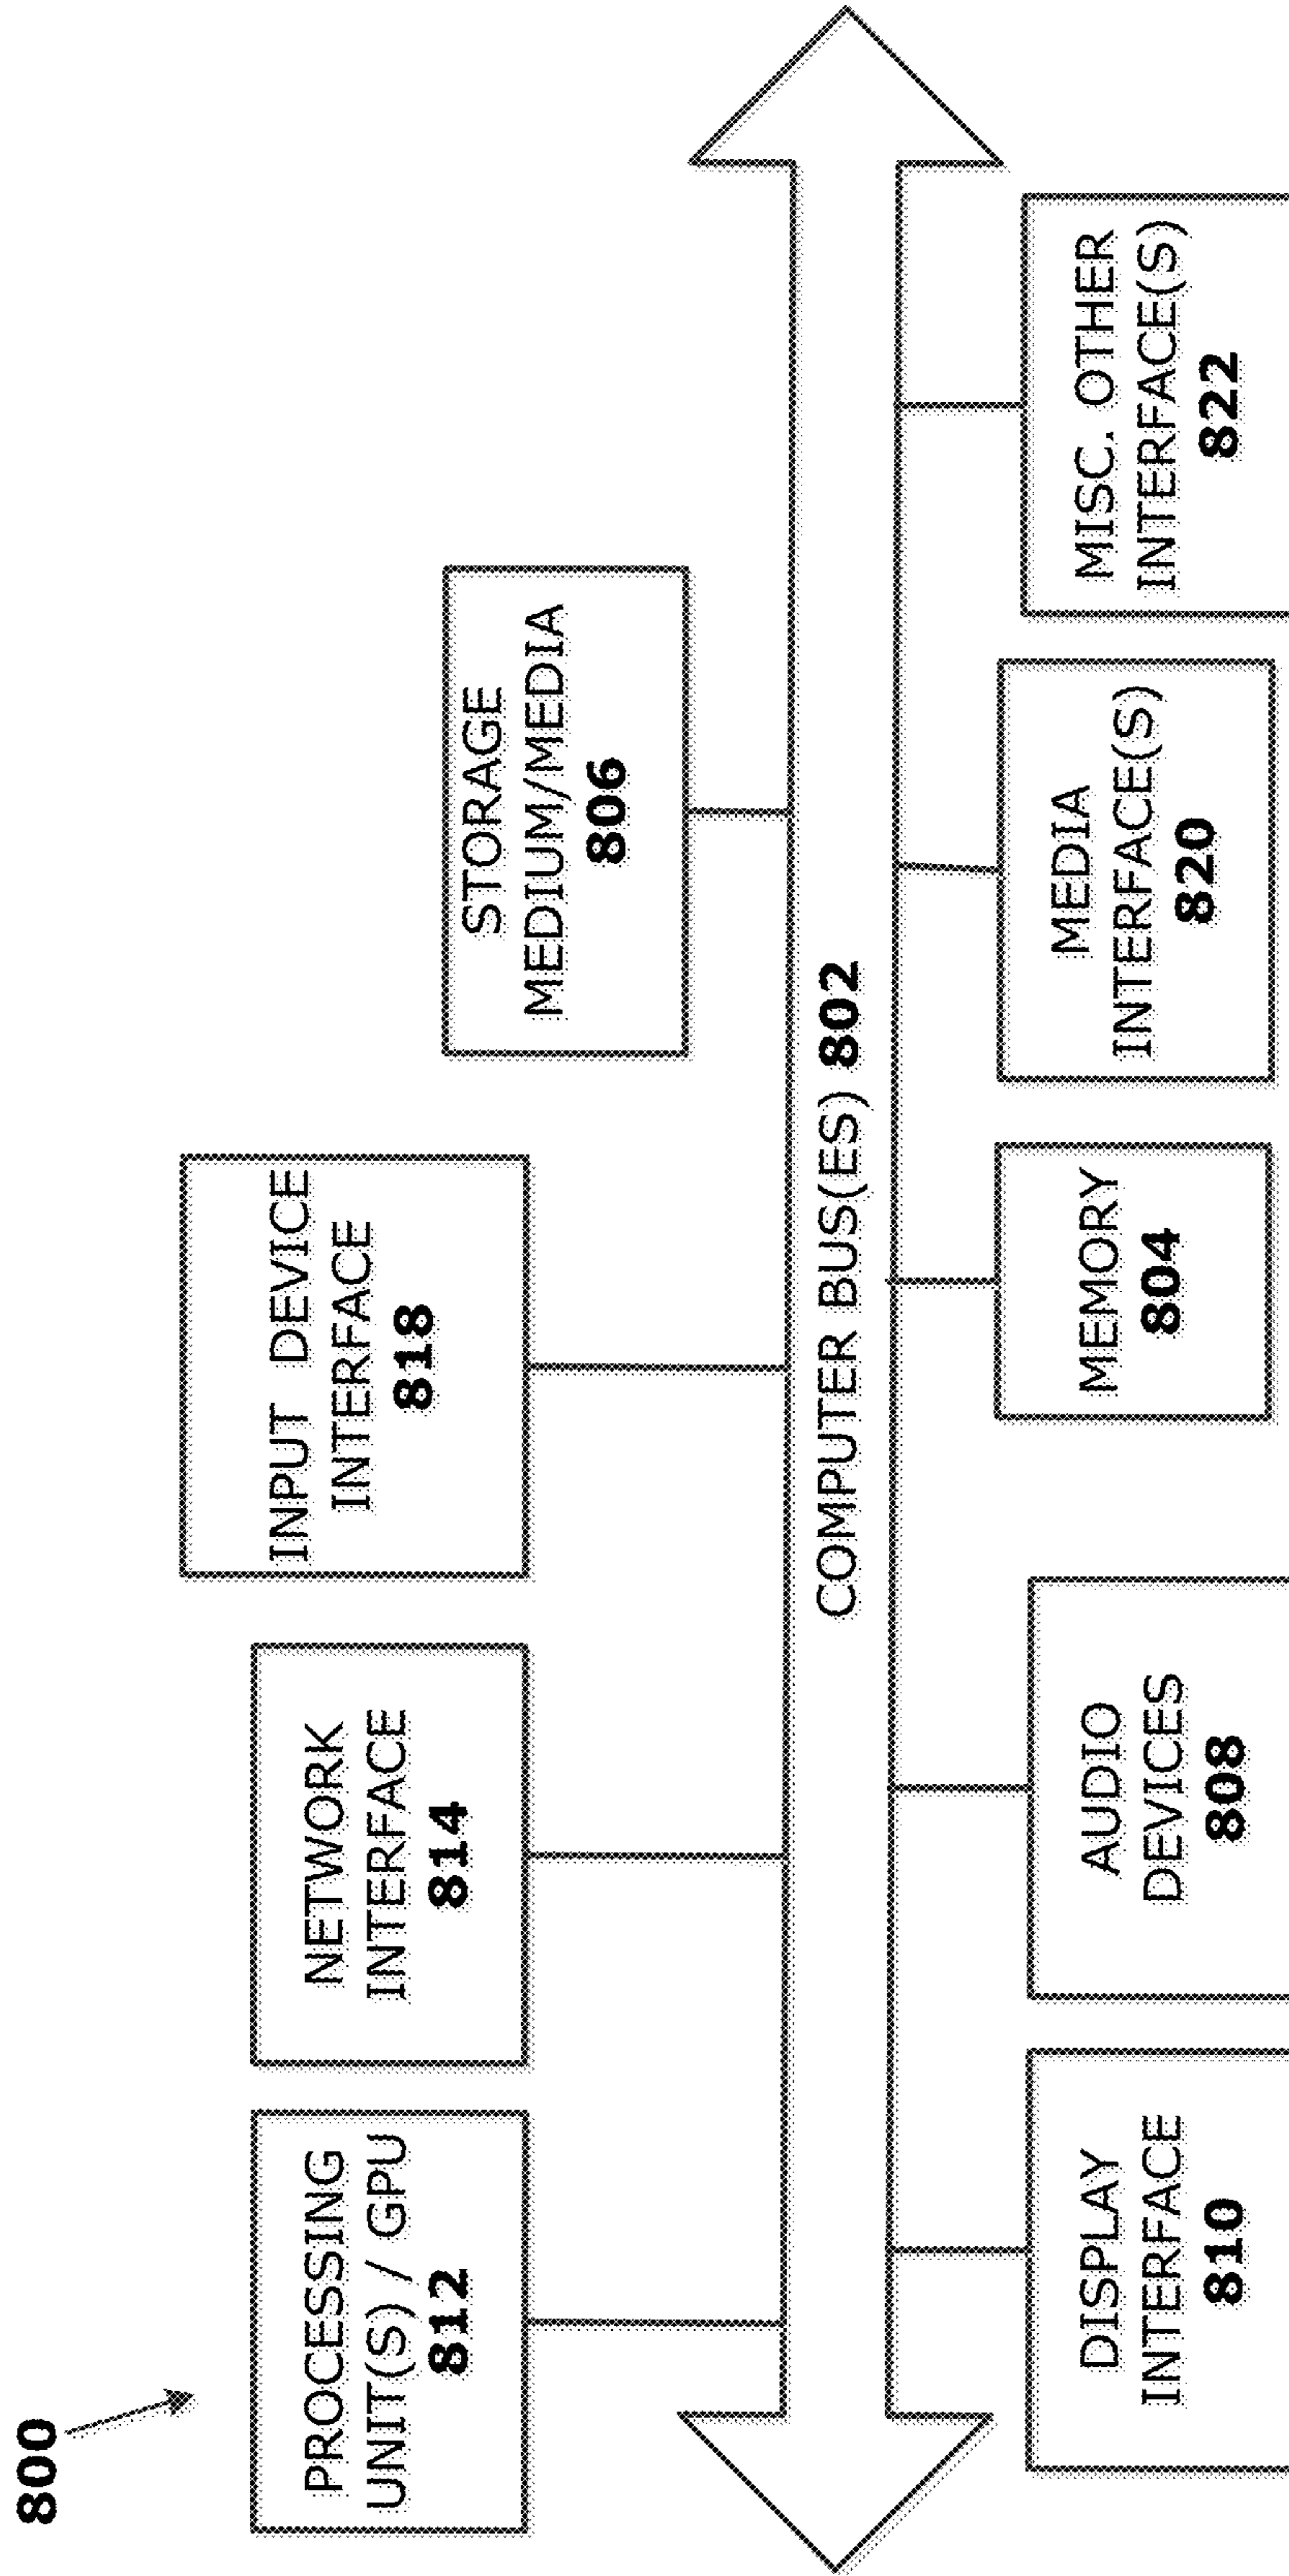 800
PROCESSING
UNIT(S) / GPU
812
NETWORK
INTERFACE
814
INPUT DEVICE
INTERFACE
818
STORAGE
MEDIUM/MEDIA
806
COMPUTER BUS(ES) 802
DISPLAY
INTERFACE
810
AUDIO
DEVICES
808
MEMORY
804
MEDIA
INTERFACE(S)
820
MISC. OTHER
INTERFACE(S)
822